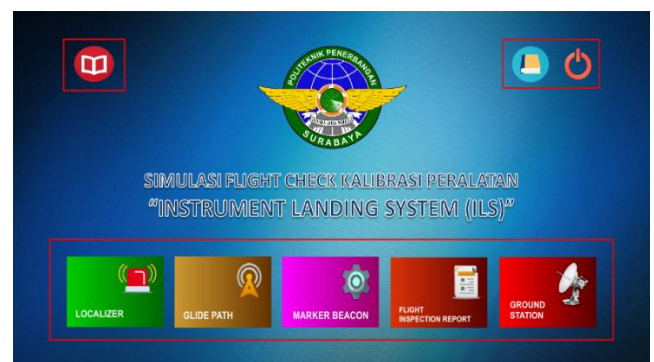 POLITEKNIK PENERBANGAN
SURABAYA
SIMULASI FLIGHT CHECK KALIBRASI PERALATAN
“INSTRUMENT LANDING SYSTEM (ILS)”
LOCALIZER
GLIDE PATH
MARKER BEACON
FLIGHT
INSPECTION REPORT
GROUND
STATION